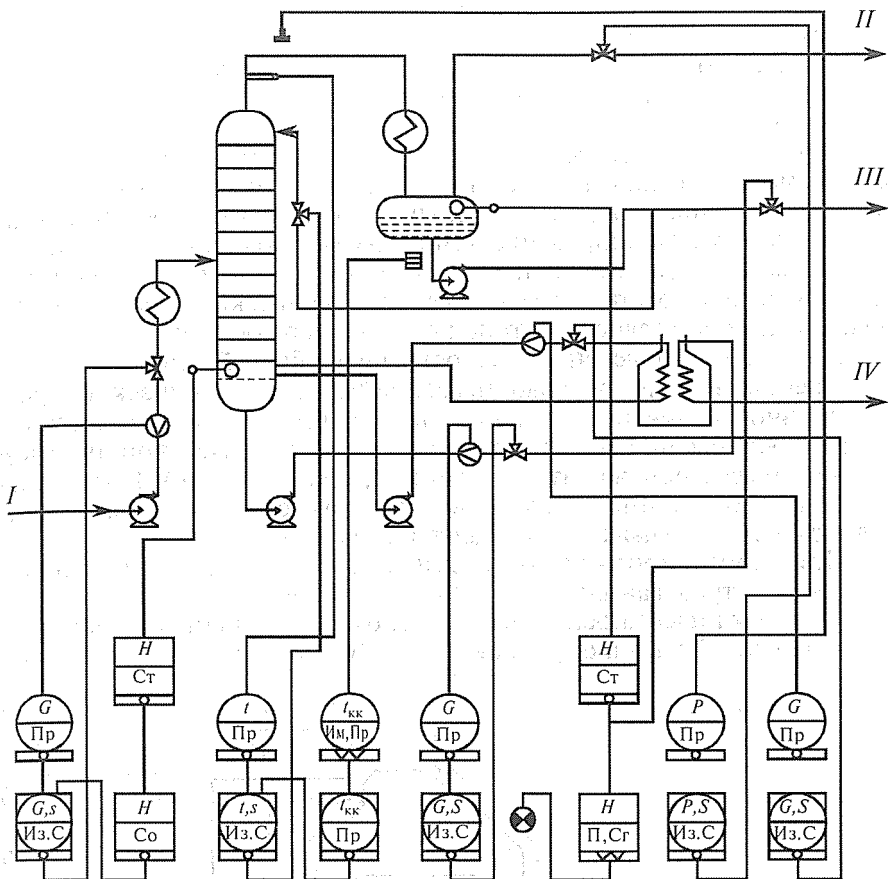 II
III
IV
I
H
Ст
H
Ст
G
Пр
t
Пр
tкк
Им,Пр
G
Пр
P
Пр
G
Пр
G,s
Из.С
H
Со
t,s
Из.С
tкк
Пр
G,S
Из.С
H
П,Сг
P,S
Из.С
G,S
Из.С